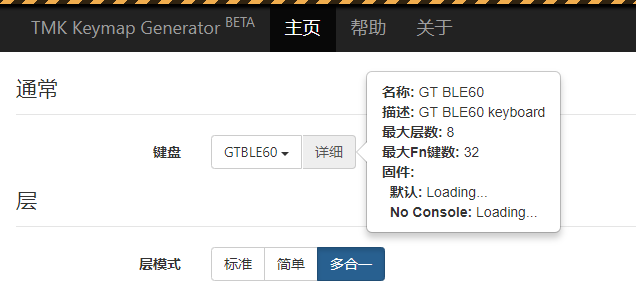 TMK Keymap Generator BETA 主页 帮助 关于
通常
键盘 GTBLE60 详细
名称: GT BLE60
描述: GT BLE60 keyboard
最大层数: 8
最大Fn键数: 32
固件:
默认: Loading...
No Console: Loading...
层
层模式 标准 简单 多合一